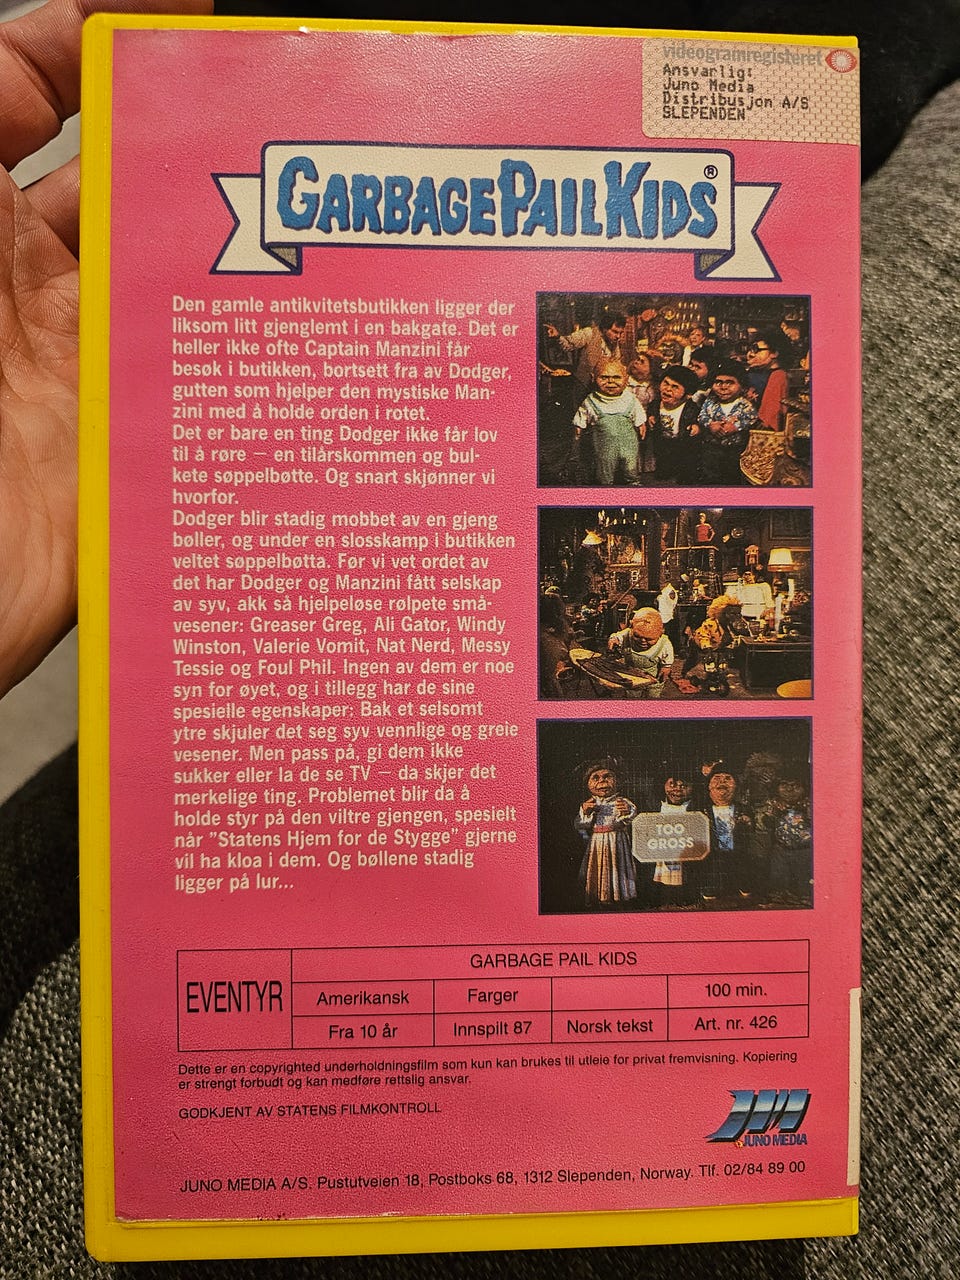 videogramregisteret
Ansvarlig:
Juno Media
Distribusjon A/S
SLEPENDEN
GARBAGE PAIL KIDS®
Den gamle antikvitetsbutikken ligger der
liksom litt gjenglemt i en bakgate. Det er
heller ikke ofte Captain Manzini får
besøk i butikken, bortsett fra av Dodger,
gutten som hjelper den mystiske Man-
zini med å holde orden i rotet.
Det er bare en ting Dodger ikke får lov
til å røre – en tilårskommen og bul-
kete søppelbøtte. Og snart skjønner vi
hvorfor.
Dodger blir stadig mobbet av en gjeng
bøller, og under en slosskamp i butikken
veltet søppelbøtta. Før vi vet ordet av
det har Dodger og Manzini fått selskap
av syv, akk så hjelpeløse rølpete små-
vesener: Greaser Greg, Ali Gator, Windy
Winston, Valerie Vomit, Nat Nerd, Messy
Tessie og Foul Phil. Ingen av dem er noe
syn for øyet, og i tillegg har de sine
spesielle egenskaper: Bak et selsomt
ytre skjuler det seg syv vennlige og greie
vesener. Men pass på, gi dem ikke
sukker eller la de se TV – da skjer det
merkelige ting. Problemet blir da å
holde styr på den viltre gjengen, spesielt
når "Statens Hjem for de Stygge" gjerne
vil ha kloa i dem. Og bøllene stadig
ligger på lur...
TOO
GROSS
EVENTYR
GARBAGE PAIL KIDS
Amerikansk Farger 100 min.
Fra 10 år Innspilt 87 Norsk tekst Art. nr. 426
Dette er en copyrighted underholdningsfilm som kun kan brukes til utleie for privat fremvisning. Kopiering
er strengt forbudt og kan medføre rettslig ansvar.
GODKJENT AV STATENS FILMKONTROLL
JUNO MEDIA
JUNO MEDIA A/S. Pustutveien 18, Postboks 68, 1312 Slependen, Norway. Tlf. 02/84 89 00